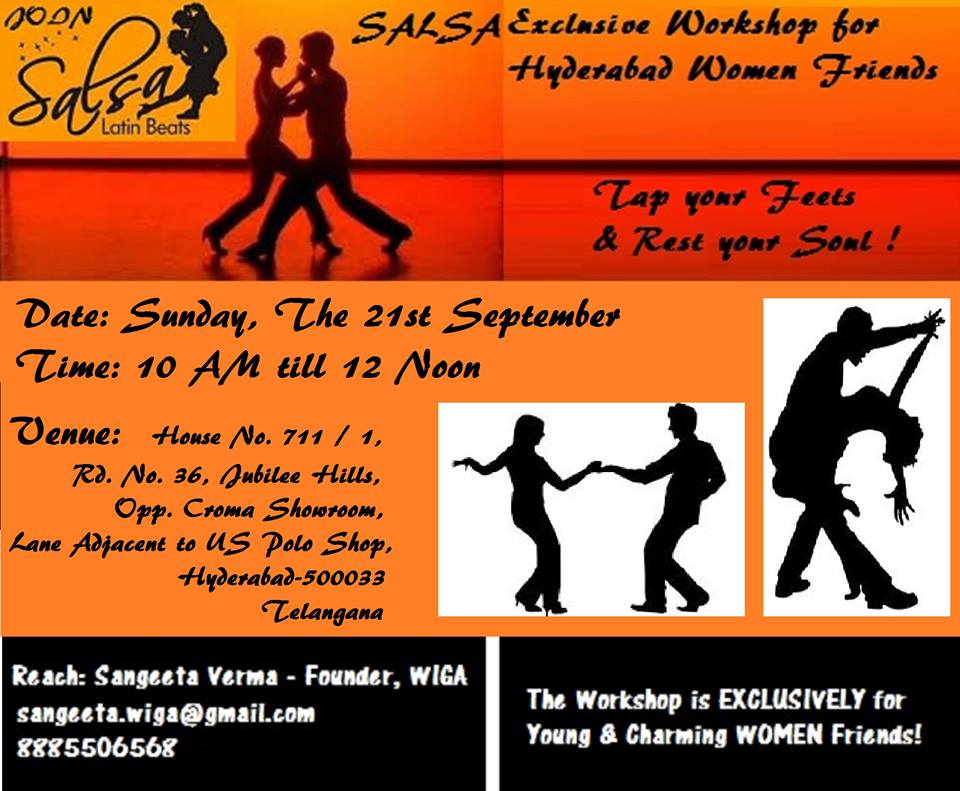 JOIN
Salsa
Latin Beats
SALSA Exclusive Workshop for
Hyderabad Women Friends
Tap your Feets
& Rest your Soul !
Date: Sunday, The 21st September
Time: 10 AM till 12 Noon
Venue: House No. 711 / 1,
Rd. No. 36, Jubilee Hills,
Opp. Croma Showroom,
Lane Adjacent to US Polo Shop,
Hyderabad-500033
Telangana
Reach: Sangeeta Verma - Founder, WIGA
sangeeta.wiga@gmail.com
8885506568
The Workshop is EXCLUSIVELY for
Young & Charming WOMEN Friends!